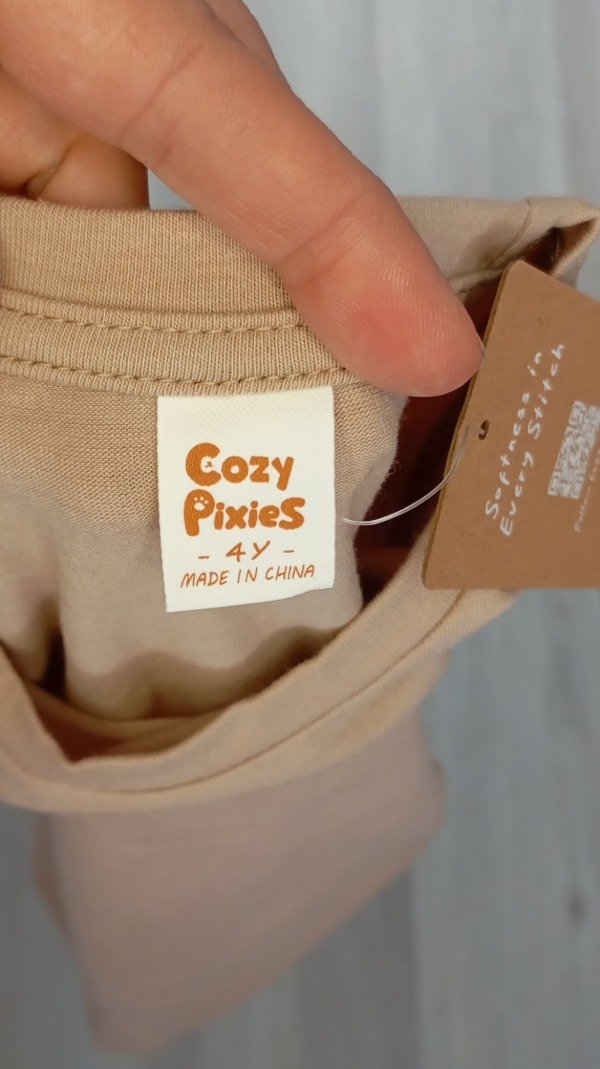 Cozy
Pixies
- 4Y -
MADE IN CHINA
Softness in
Every Stitch